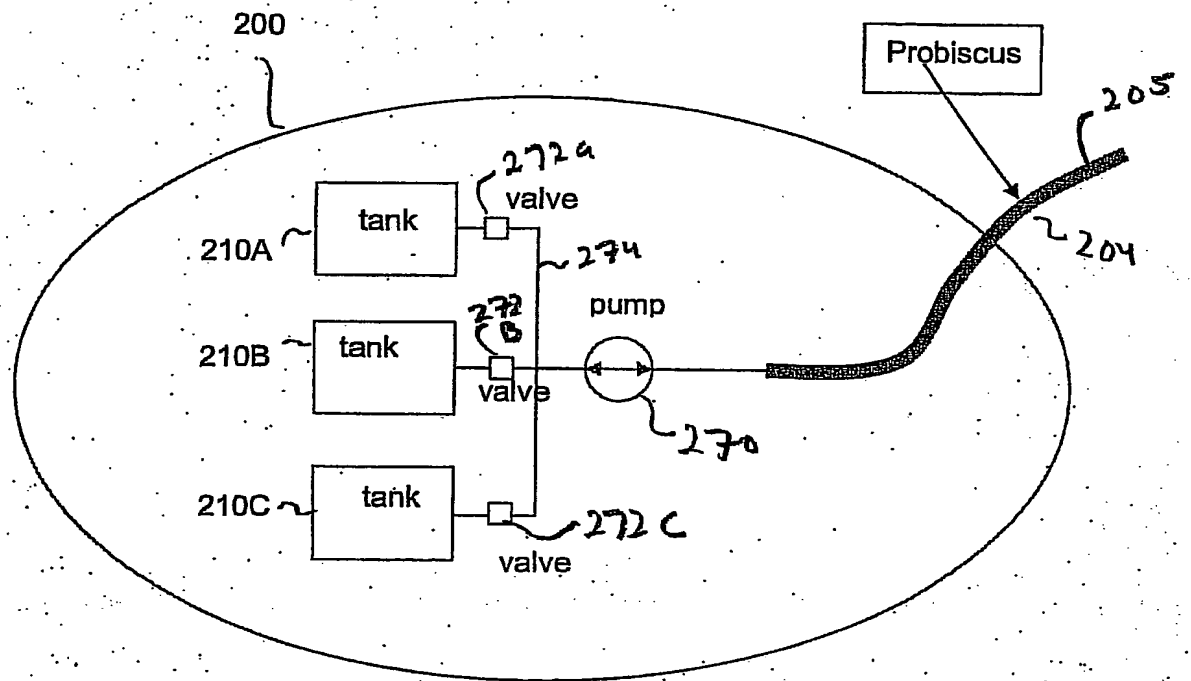 200
Probiscus
205
272a
valve
tank
210A
274
204
272
B
pump
tank
210B
valve
270
tank
210C
272C
valve